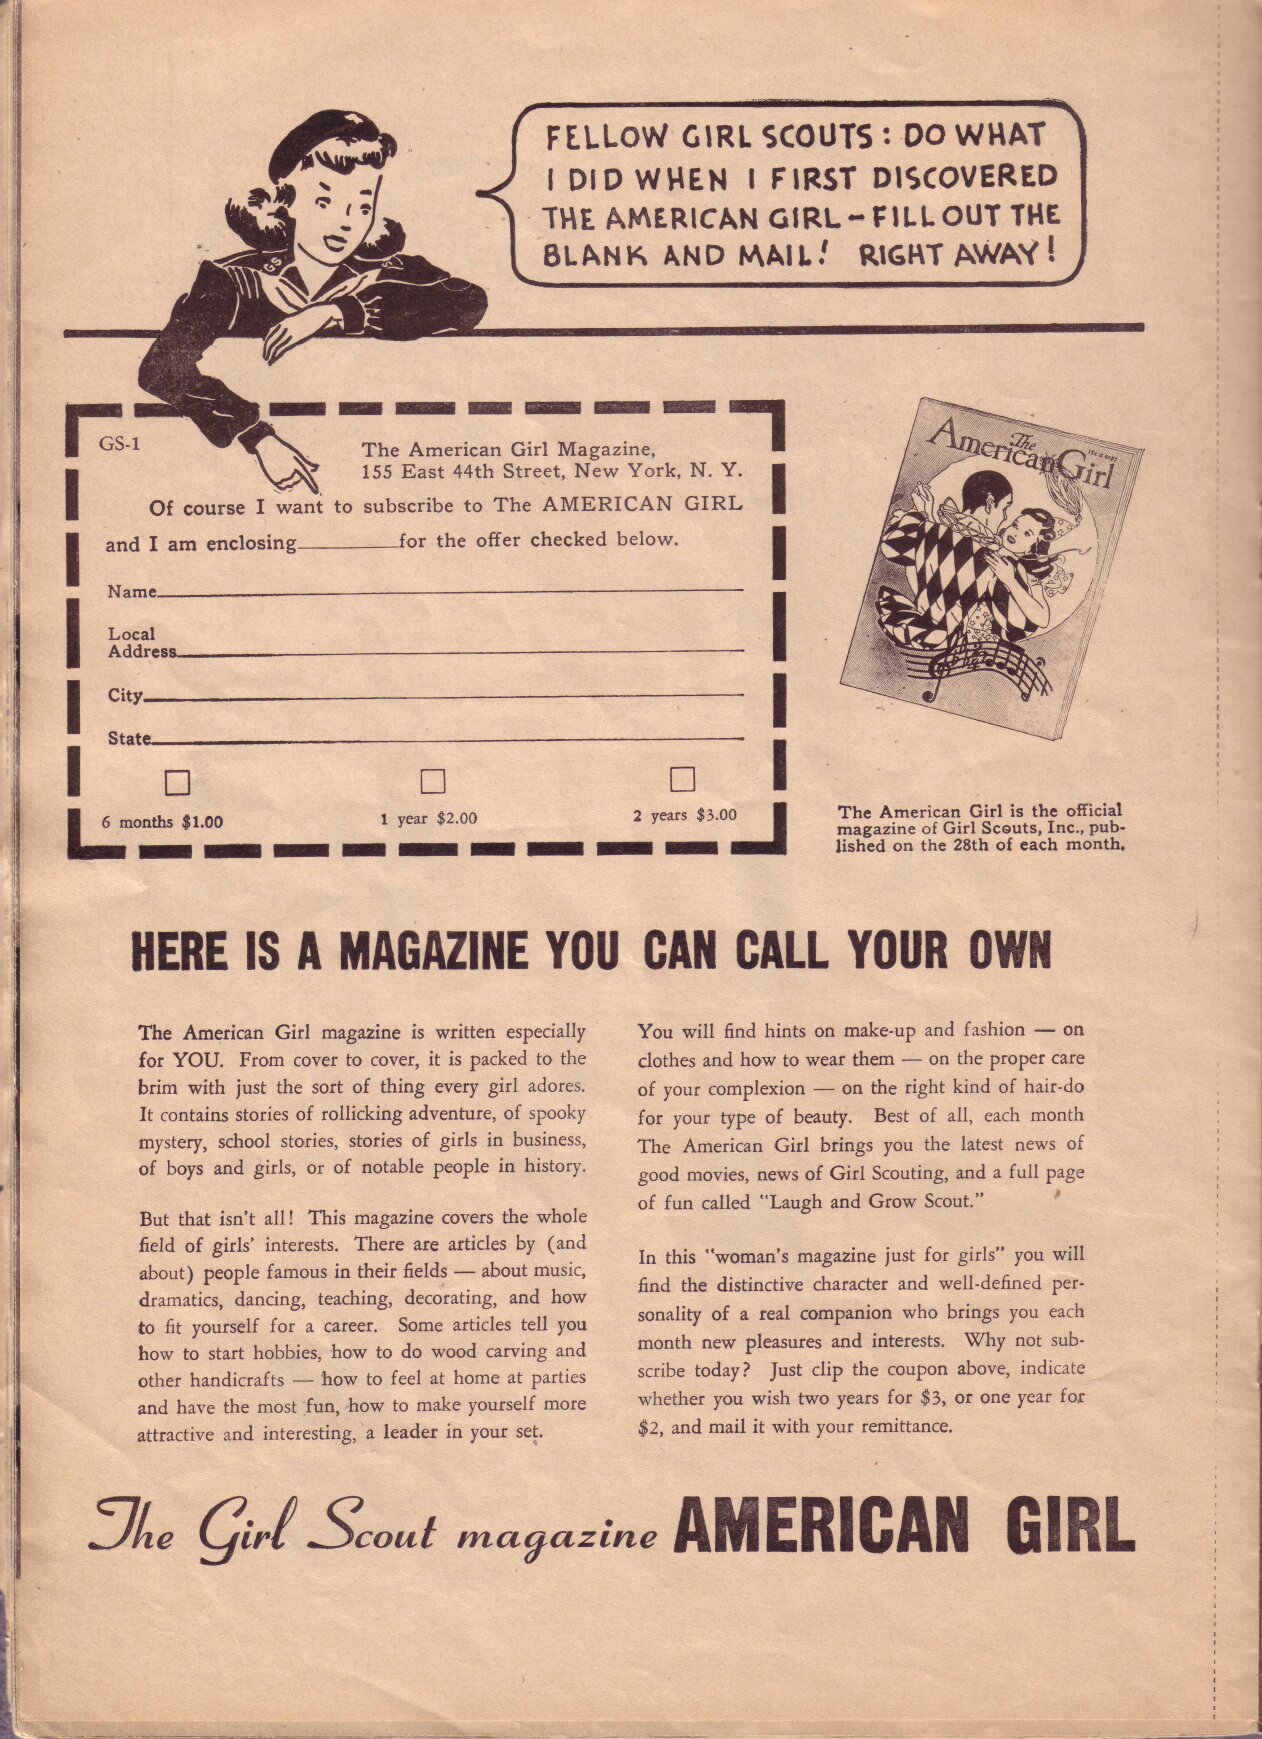 FELLOW GIRL SCOUTS: DO WHAT
I DID WHEN I FIRST DISCOVERED
THE AMERICAN GIRL – FILL OUT THE
BLANK AND MAIL! RIGHT AWAY!
GS
GS-1
The American Girl Magazine,
155 East 44th Street, New York, N. Y.
Of course I want to subscribe to The AMERICAN GIRL
and I am enclosing________for the offer checked below.
Name
Local
Address
City
State
6 months $1.00
1 year $2.00
2 years $3.00
The
American Girl
The American Girl is the official
magazine of Girl Scouts, Inc., pub-
lished on the 28th of each month.
HERE IS A MAGAZINE YOU CAN CALL YOUR OWN
The American Girl magazine is written especially
for YOU. From cover to cover, it is packed to the
brim with just the sort of thing every girl adores.
It contains stories of rollicking adventure, of spooky
mystery, school stories, stories of girls in business,
of boys and girls, or of notable people in history.
But that isn't all! This magazine covers the whole
field of girls' interests. There are articles by (and
about) people famous in their fields — about music,
dramatics, dancing, teaching, decorating, and how
to fit yourself for a career. Some articles tell you
how to start hobbies, how to do wood carving and
other handicrafts — how to feel at home at parties
and have the most fun, how to make yourself more
attractive and interesting, a leader in your set.
You will find hints on make-up and fashion — on
clothes and how to wear them — on the proper care
of your complexion — on the right kind of hair-do
for your type of beauty. Best of all, each month
The American Girl brings you the latest news of
good movies, news of Girl Scouting, and a full page
of fun called "Laugh and Grow Scout."
In this "woman's magazine just for girls" you will
find the distinctive character and well-defined per-
sonality of a real companion who brings you each
month new pleasures and interests. Why not sub-
scribe today? Just clip the coupon above, indicate
whether you wish two years for $3, or one year for
$2, and mail it with your remittance.
The Girl Scout magazine AMERICAN GIRL